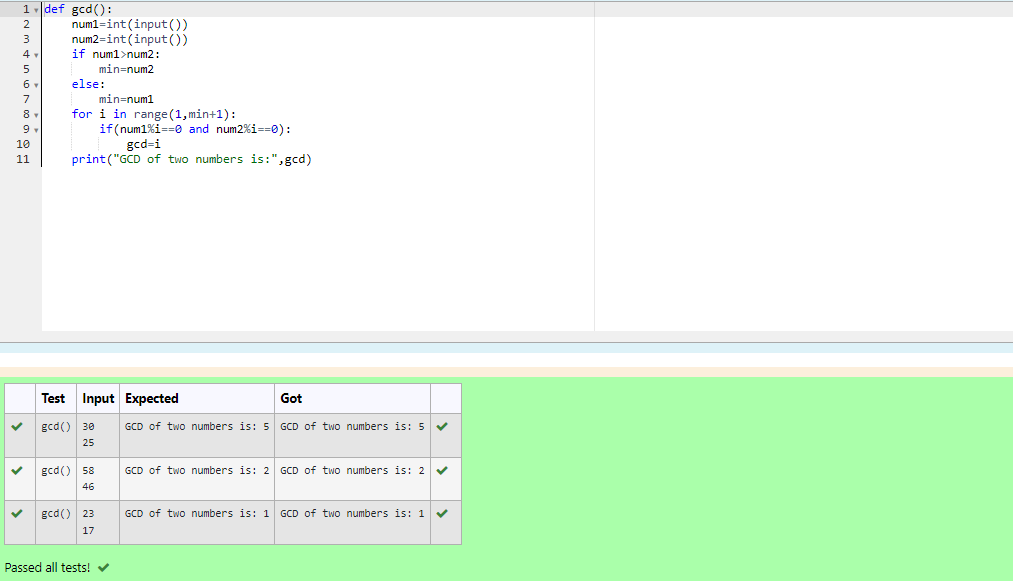 1 def gcd():
2     num1=int(input())
3     num2=int(input())
4     if num1>num2:
5         min=num2
6     else:
7         min=num1
8     for i in range(1,min+1):
9         if(num1%i==0 and num2%i==0):
10             gcd=i
11     print("GCD of two numbers is:",gcd)
Test Input Expected Got
gcd() 30 GCD of two numbers is: 5 GCD of two numbers is: 5
25
gcd() 58 GCD of two numbers is: 2 GCD of two numbers is: 2
46
gcd() 23 GCD of two numbers is: 1 GCD of two numbers is: 1
17
Passed all tests!